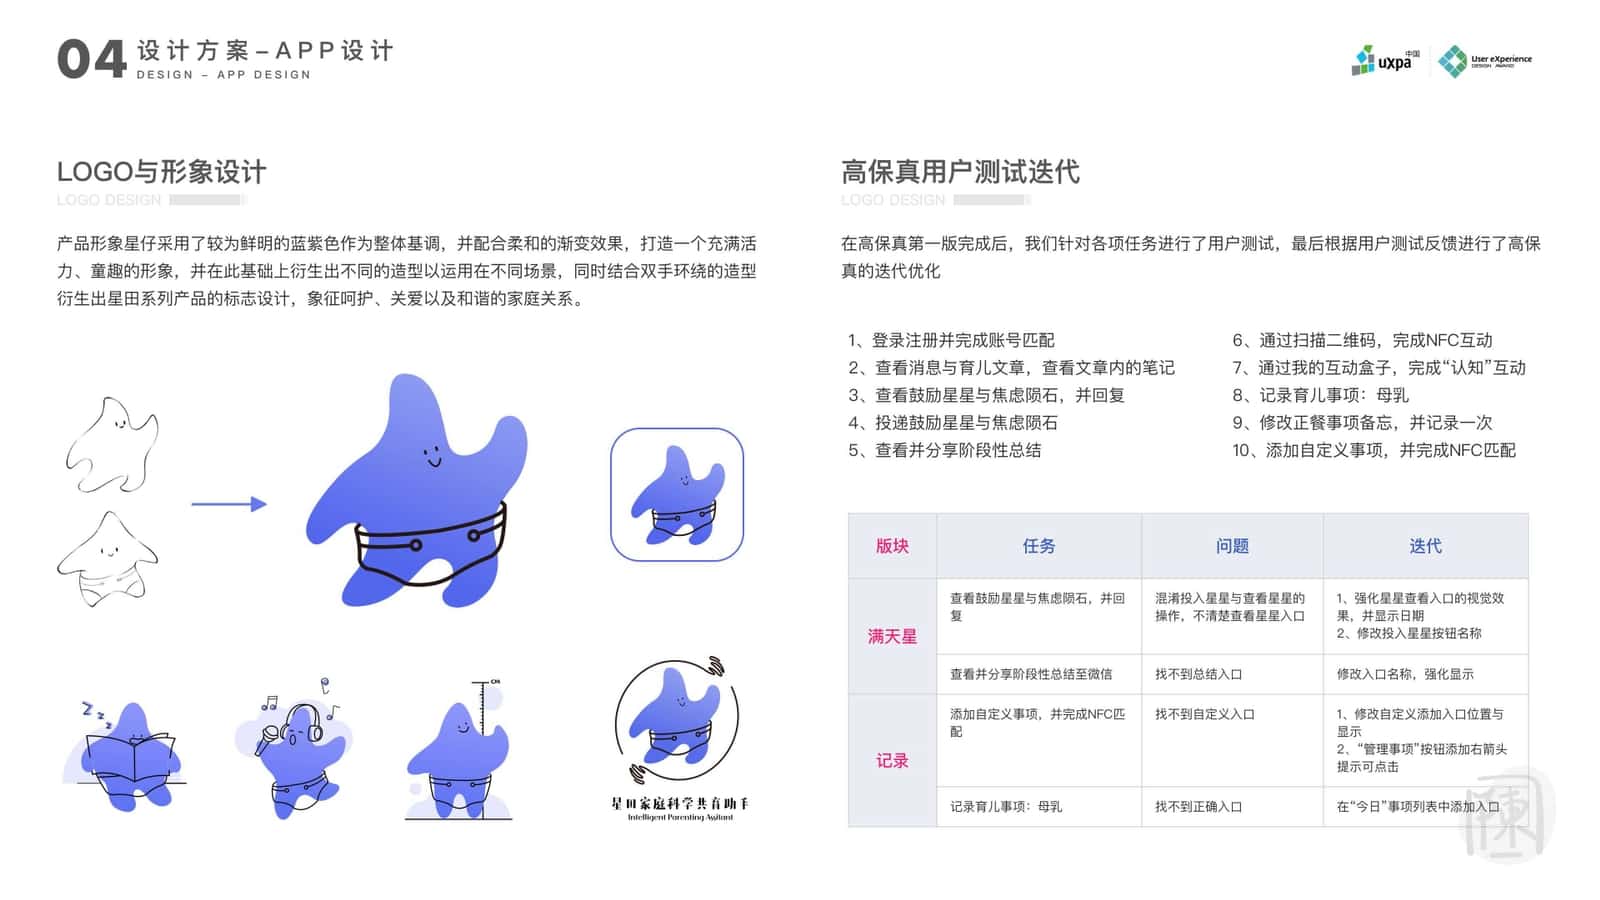 04
设计方案–APP设计
DESIGN – APP DESIGN
uxpa中国
User eXperience
DESIGN AWARD
LOGO与形象设计
LOGO DESIGN
产品形象星仔采用了较为鲜明的蓝紫色作为整体基调，并配合柔和的渐变效果，打造一个充满活
力、童趣的形象，并在此基础上衍生出不同的造型以运用在不同场景，同时结合双手环绕的造型
衍生出星田系列产品的标志设计，象征呵护、关爱以及和谐的家庭关系。
Z z z
CM
星田家庭科学共育助手
Intelligent Parenting Assitant
高保真用户测试迭代
LOGO DESIGN
在高保真第一版完成后，我们针对各项任务进行了用户测试，最后根据用户测试反馈进行了高保
真的迭代优化
1、登录注册并完成账号匹配
2、查看消息与育儿文章，查看文章内的笔记
3、查看鼓励星星与焦虑陨石，并回复
4、投递鼓励星星与焦虑陨石
5、查看并分享阶段性总结
6、通过扫描二维码，完成NFC互动
7、通过我的互动盒子，完成“认知”互动
8、记录育儿事项：母乳
9、修改正餐事项备忘，并记录一次
10、添加自定义事项，并完成NFC匹配
版块 任务 问题 迭代
满天星
查看鼓励星星与焦虑陨石，并回
复
混淆投入星星与查看星星的
操作，不清楚查看星星入口
1、强化星星查看入口的视觉效
果，并显示日期
2、修改投入星星按钮名称
查看并分享阶段性总结至微信
找不到总结入口
修改入口名称，强化显示
记录
添加自定义事项，并完成NFC匹
配
找不到自定义入口
1、修改自定义添加入口位置与
显示
2、“管理事项”按钮添加右箭头
提示可点击
记录育儿事项：母乳
找不到正确入口
在“今日”事项列表中添加入口
陳